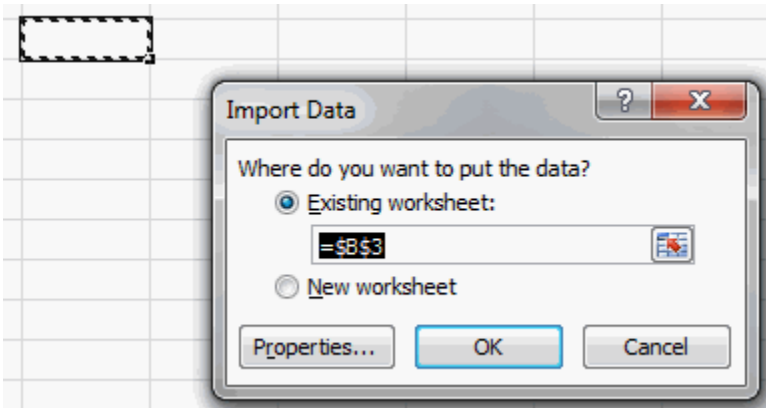 Import Data
?
X
Where do you want to put the data?
Existing worksheet:
=$B$3
New worksheet
Properties... OK Cancel